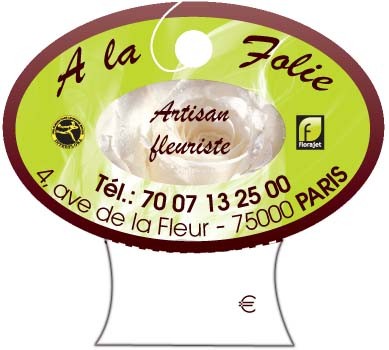 A la Folie
Artisan
fleuriste
florajet
Tél.: 70 07 13 25 00
4, ave de la Fleur - 75000 PARIS
€